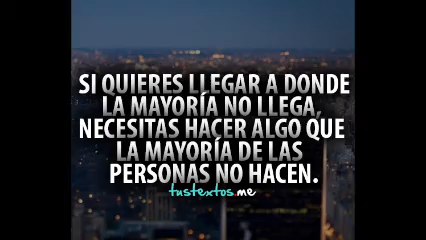 SI QUIERES LLEGAR A DONDE
LA MAYORÍA NO LLEGA,
NECESITAS HACER ALGO QUE
LA MAYORÍA DE LAS
PERSONAS NO HACEN.
tustextos.me